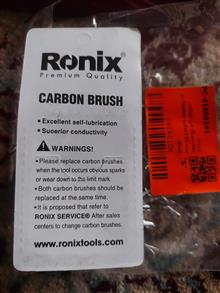 Ronix®
Premium Quality
CARBON BRUSH
• Excellent self-lubrication
• Superior conductivity
⚠ WARNINGS!
• Please replace carbon brushes
when the tool occurs obvious sparks
or wear down to the limit mark.
• Both carbon brushes should be
replaced at the same time.
• It is proposed that refer to
RONIX SERVICE® After sales
centers to change carbon brushes.
www.ronixtools.com